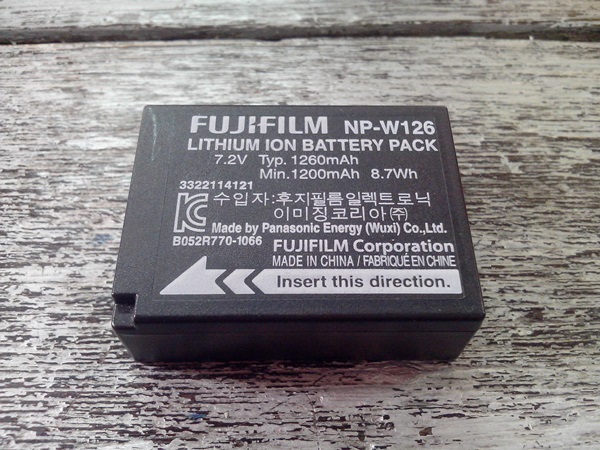 FUJIFILM NP-W126
LITHIUM ION BATTERY PACK
7.2V Typ.1260mAh
Min.1200mAh 8.7Wh
3322114121
KC 수입자:후지필름일렉트로닉
이미징코리아㈜
Made by Panasonic Energy (Wuxi) Co.,Ltd.
B052R770-1066 FUJIFILM Corporation
MADE IN CHINA / FABRIQUÉ EN CHINE
Insert this direction.